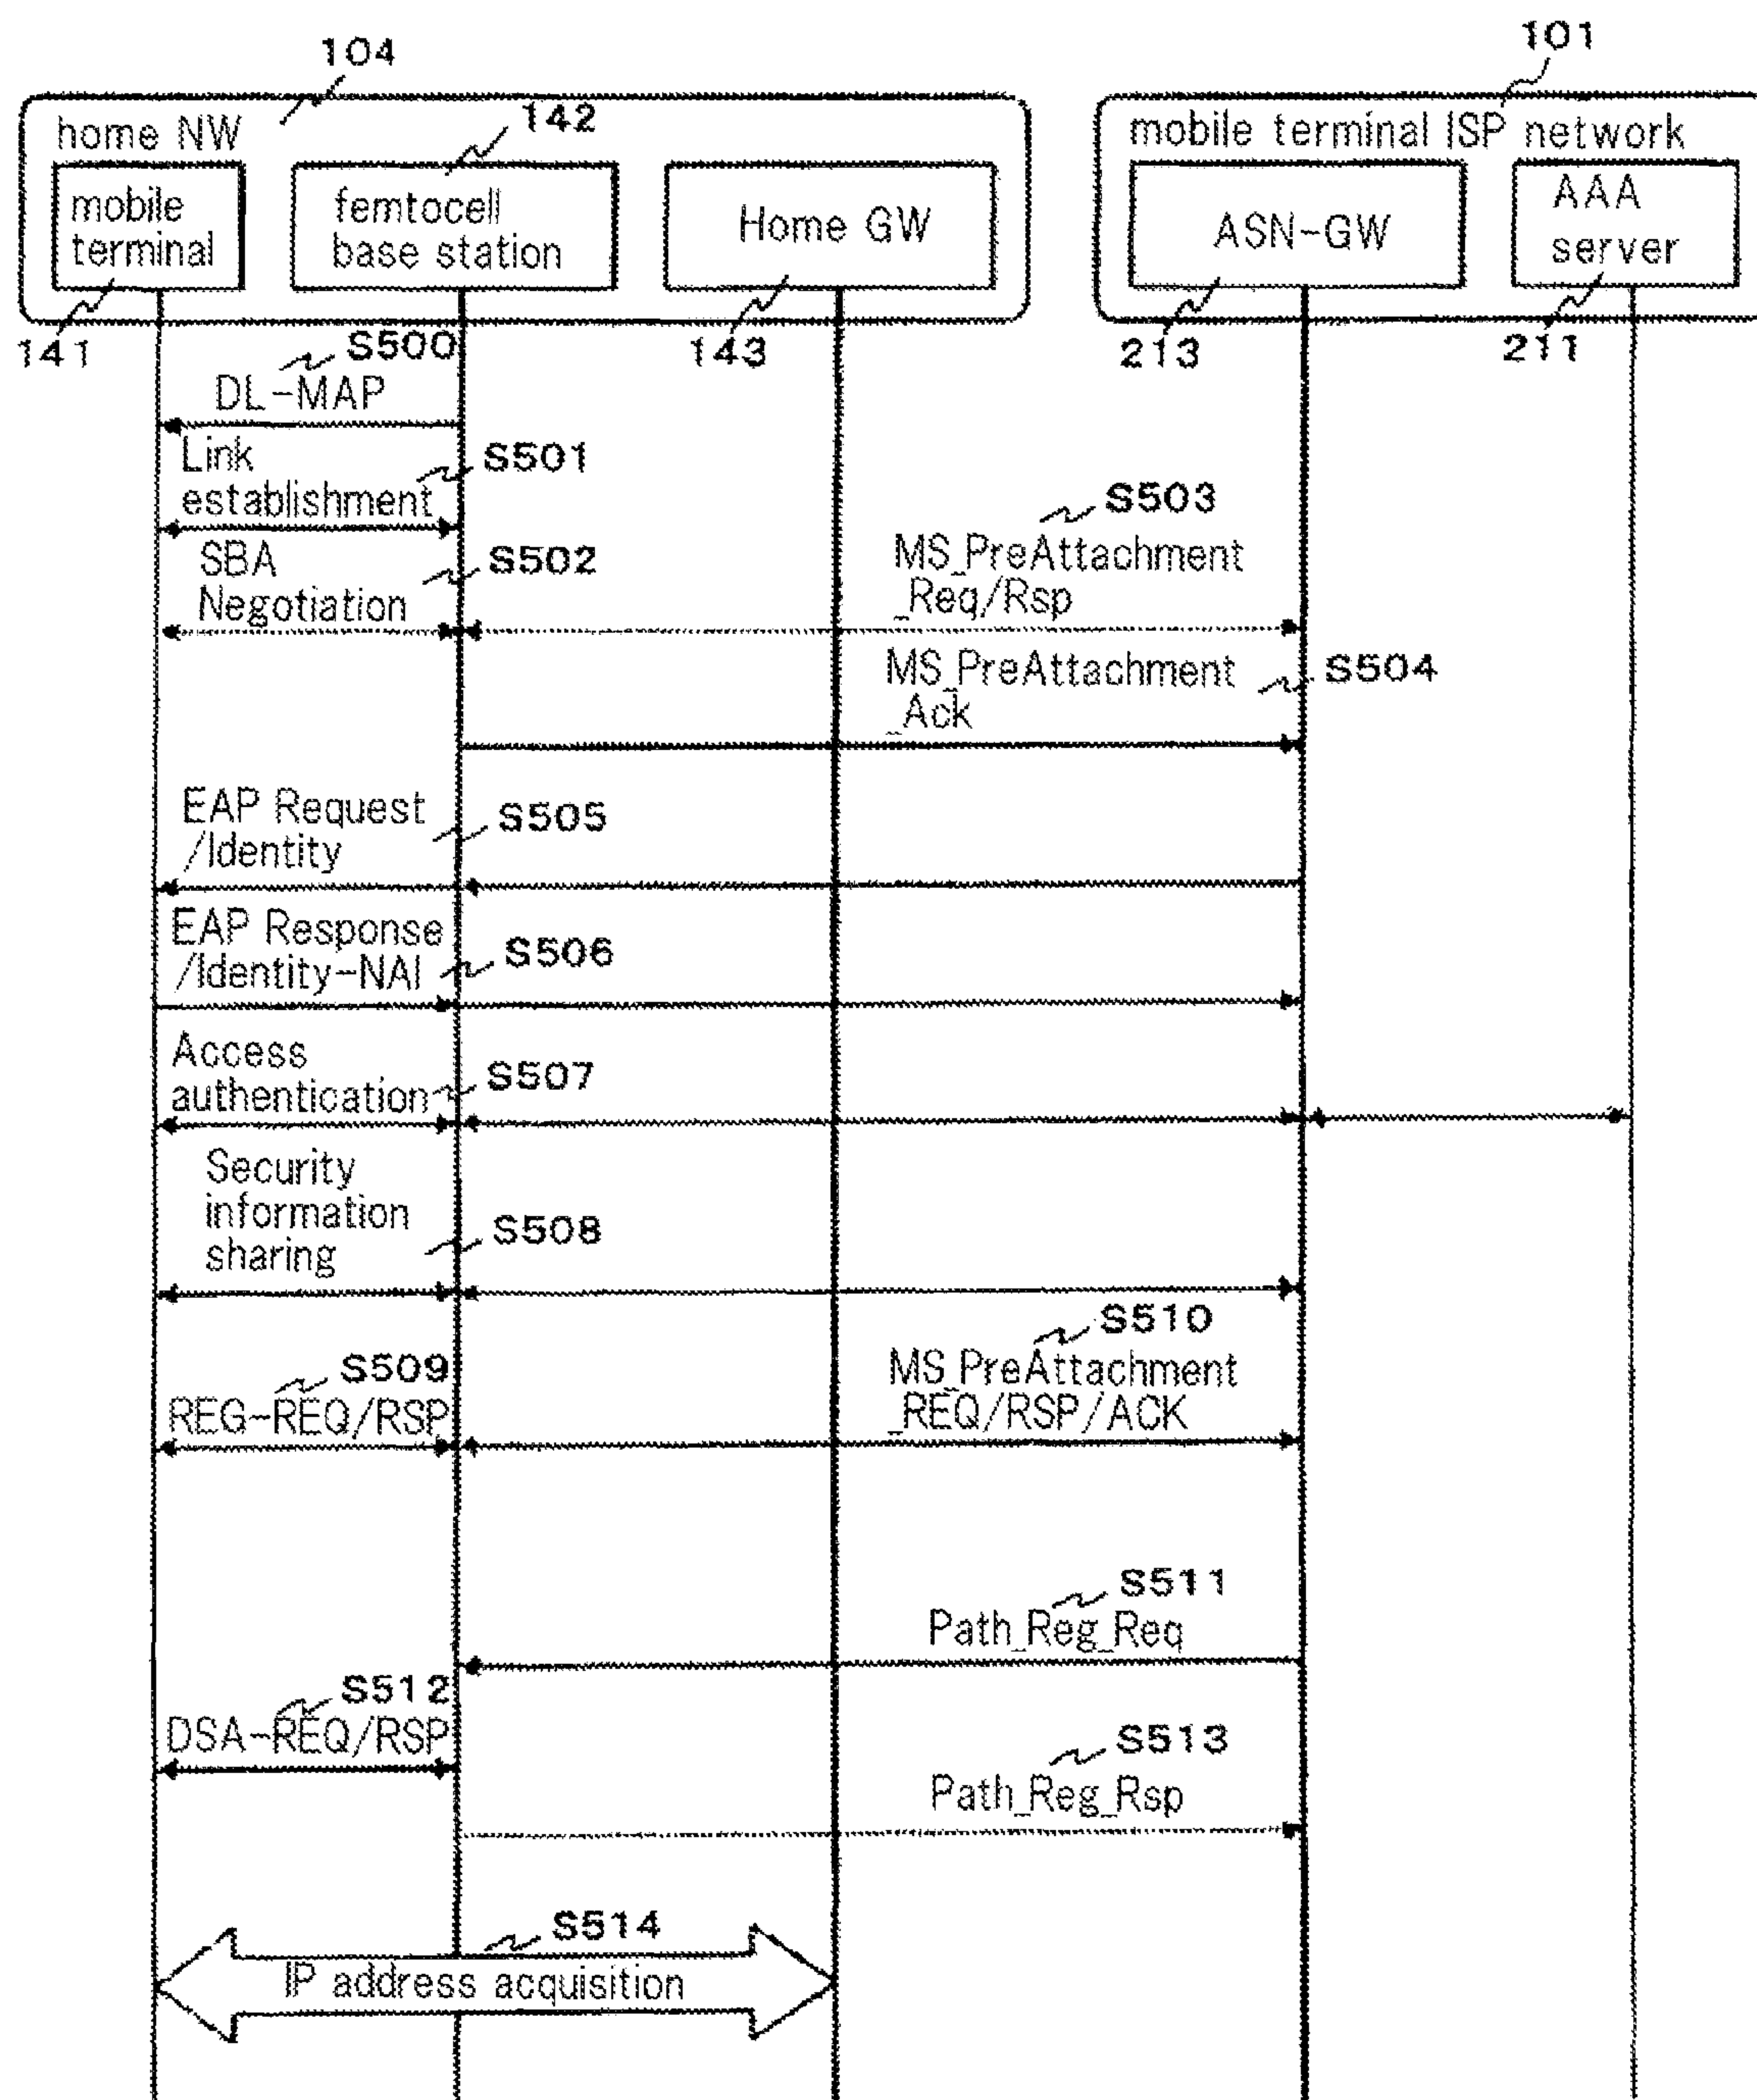 104
101
home NW
142
mobile terminal ISP network
mobile
terminal
femtocell
base station
Home GW
ASN-GW
AAA
server
141
143
213
211
S500
DL-MAP
Link
establishment
S501
SBA
Negotiation
S502
S503
MS_PreAttachment
_Req/Rsp
MS_PreAttachment
_Ack
S504
EAP Request
/Identity
S505
EAP Response
/Identity-NAI
S506
Access
authentication
S507
Security
information
sharing
S508
S509
REG-REQ/RSP
S510
MS_PreAttachment
_REQ/RSP/ACK
S511
Path_Reg_Req
S512
DSA-REQ/RSP
S513
Path_Reg_Rsp
S514
IP address acquisition